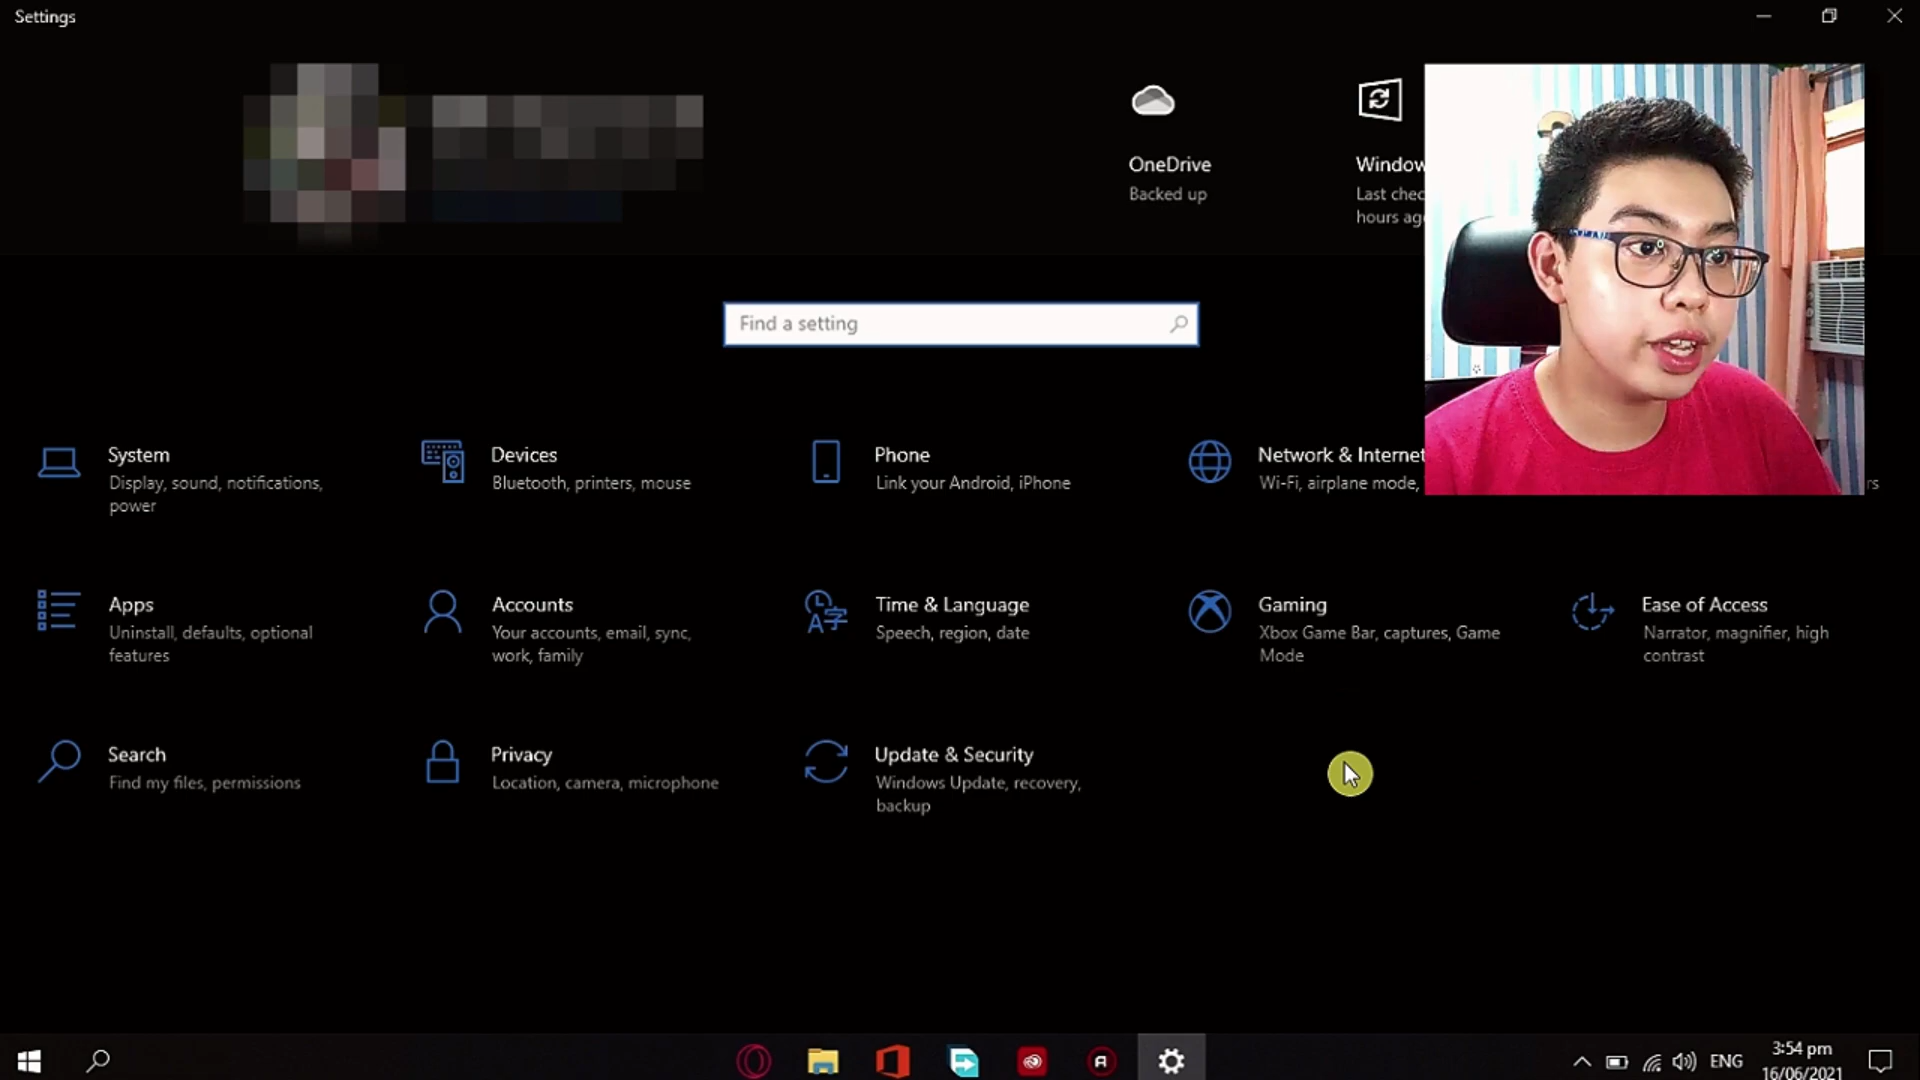 Settings
OneDrive
Backed up
Window
Last chec
hours ag
Find a setting
System
Display, sound, notifications,
power
Devices
Bluetooth, printers, mouse
Phone
Link your Android, iPhone
Network & Internet
Wi-Fi, airplane mode,
rs
Apps
Uninstall, defaults, optional
features
Accounts
Your accounts, email, sync,
work, family
Time & Language
Speech, region, date
Gaming
Xbox Game Bar, captures, Game
Mode
Ease of Access
Narrator, magnifier, high
contrast
Search
Find my files, permissions
Privacy
Location, camera, microphone
Update & Security
Windows Update, recovery,
backup
ENG
3:54 pm
16/06/2021